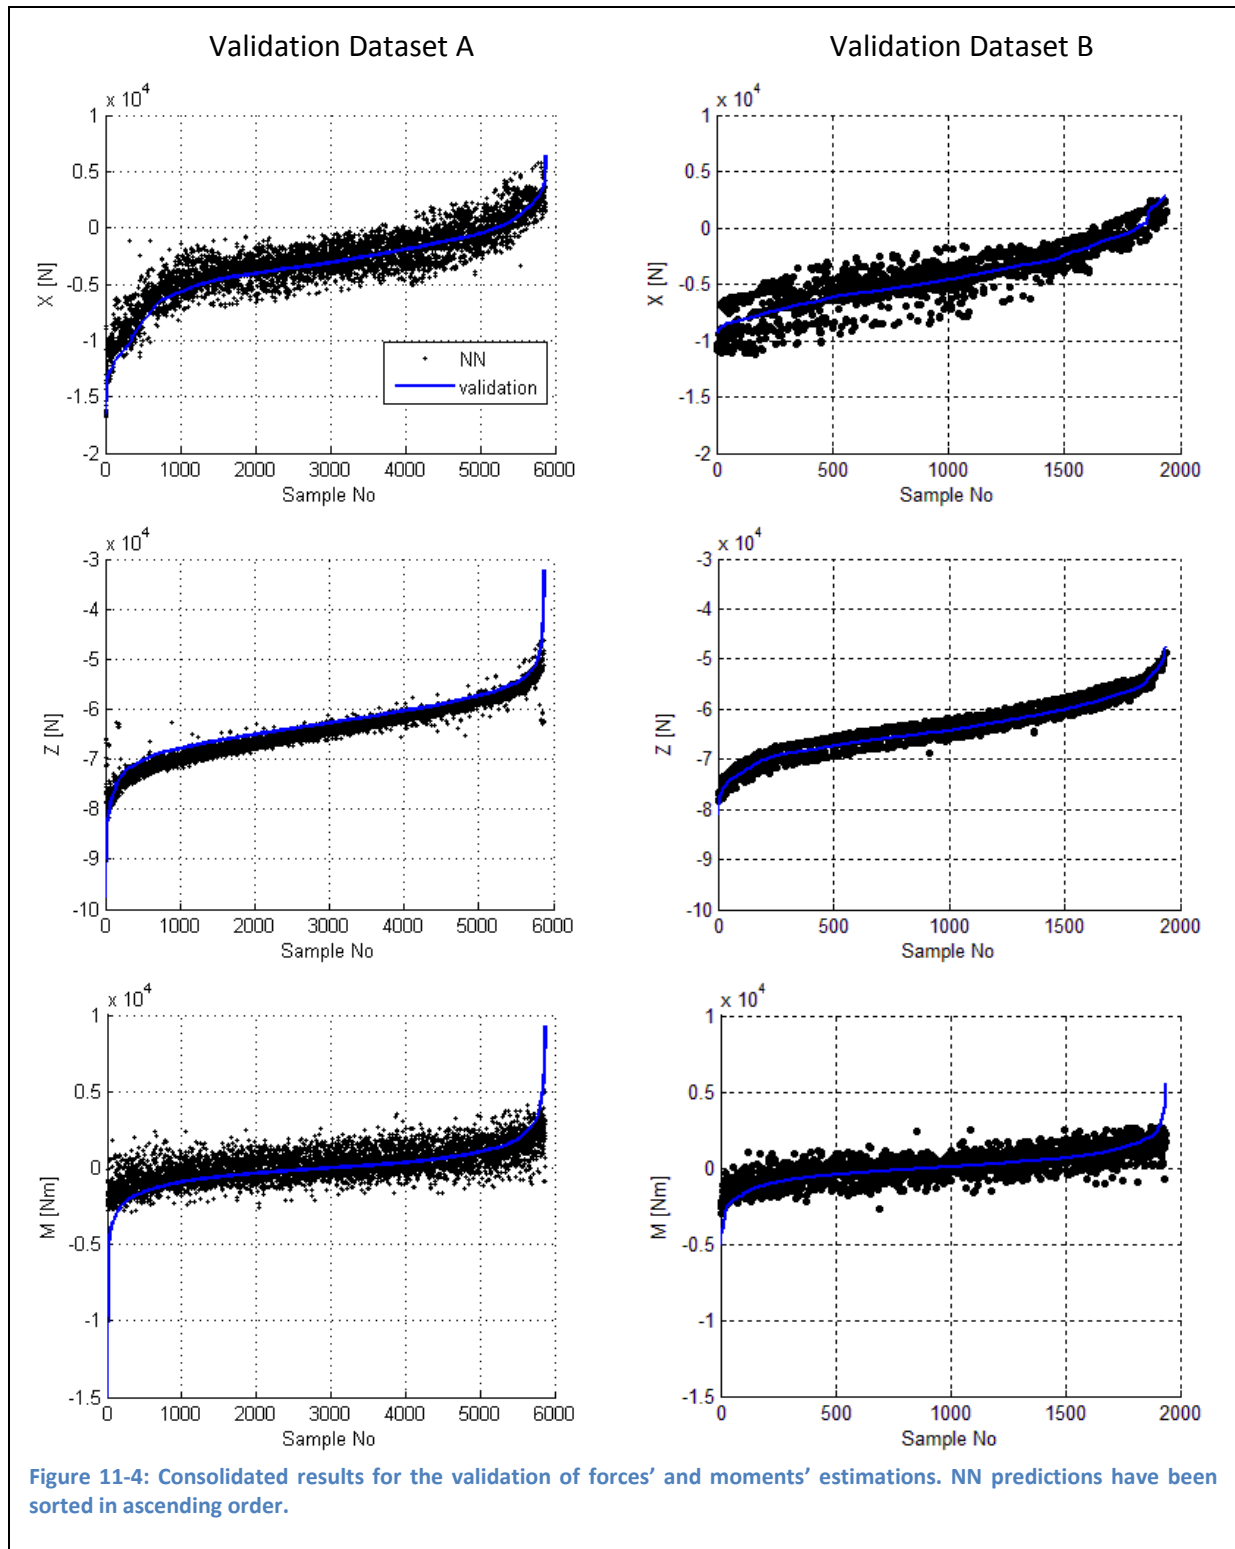 Validation Dataset A
Validation Dataset B
x 10^4
1
0.5
0
-0.5
-1
-1.5
-2
X [N]
0 1000 2000 3000 4000 5000 6000
Sample No
NN
validation
x 10^4
1
0.5
0
-0.5
-1
-1.5
-2
X [N]
0 500 1000 1500 2000
Sample No
x 10^4
-3
-4
-5
-6
-7
-8
-9
-10
Z [N]
0 1000 2000 3000 4000 5000 6000
Sample No
x 10^4
-3
-4
-5
-6
-7
-8
-9
-10
Z [N]
0 500 1000 1500 2000
Sample No
x 10^4
1
0.5
0
-0.5
-1
-1.5
M [Nm]
0 1000 2000 3000 4000 5000 6000
Sample No
x 10^4
1
0.5
0
-0.5
-1
-1.5
M [Nm]
0 500 1000 1500 2000
Sample No
Figure 11-4: Consolidated results for the validation of forces’ and moments’ estimations. NN predictions have been
sorted in ascending order.